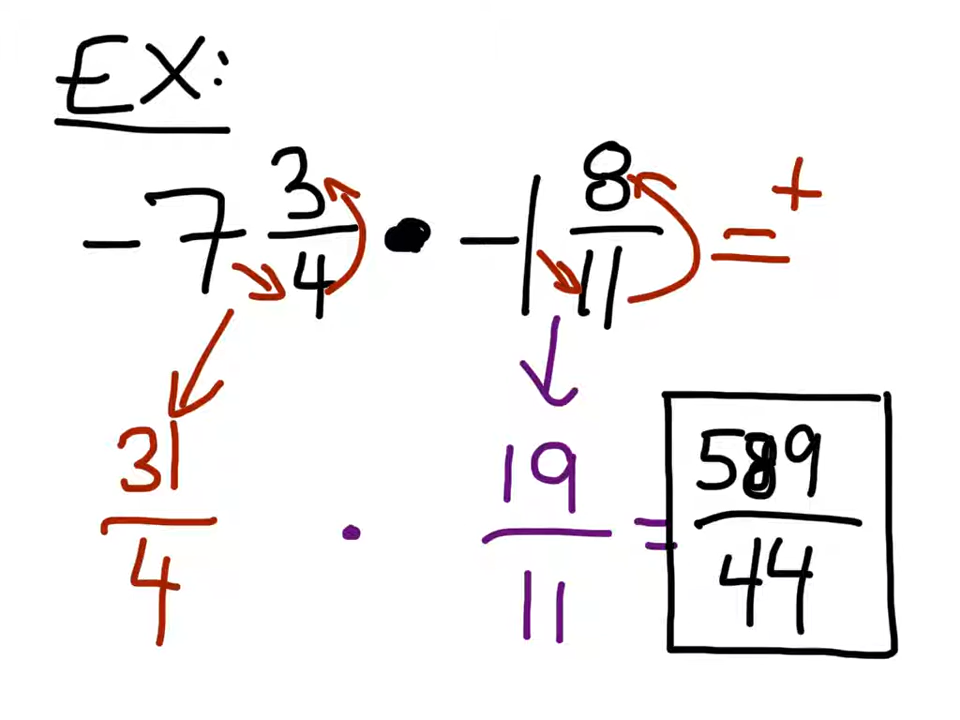 EX:
-7 3/4 • -1 8/11 = +
31/4 • 19/11 = 589/44